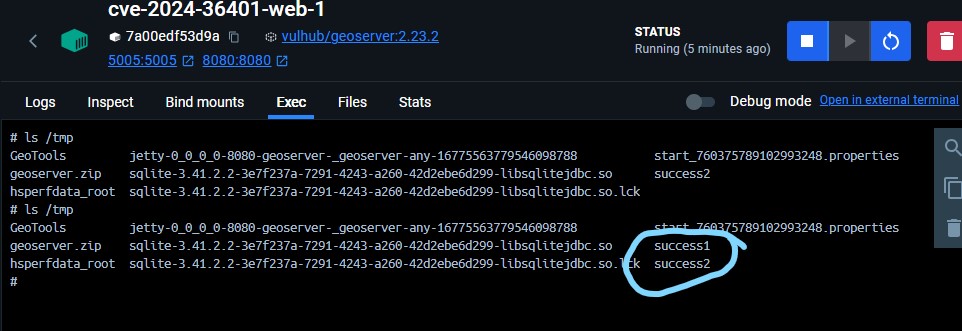 cve-2024-36401-web-1
7a00edf53d9a vulhub/geoserver:2.23.2
5005:5005 8080:8080
STATUS
Running (5 minutes ago)
Logs Inspect Bind mounts Exec Files Stats Debug mode Open in external terminal
# ls /tmp
GeoTools jetty-0_0_0_0-8080-geoserver-_geoserver-any-16775563779546098788 start_760375789102993248.properties
geoserver.zip sqlite-3.41.2.2-3e7f237a-7291-4243-a260-42d2ebe6d299-libsqlitejdbc.so success2
hsperfdata_root sqlite-3.41.2.2-3e7f237a-7291-4243-a260-42d2ebe6d299-libsqlitejdbc.so.lck
# ls /tmp
GeoTools jetty-0_0_0_0-8080-geoserver-_geoserver-any-16775563779546098788 start_760375789102993248.properties
geoserver.zip sqlite-3.41.2.2-3e7f237a-7291-4243-a260-42d2ebe6d299-libsqlitejdbc.so success1
hsperfdata_root sqlite-3.41.2.2-3e7f237a-7291-4243-a260-42d2ebe6d299-libsqlitejdbc.so.lck success2
#